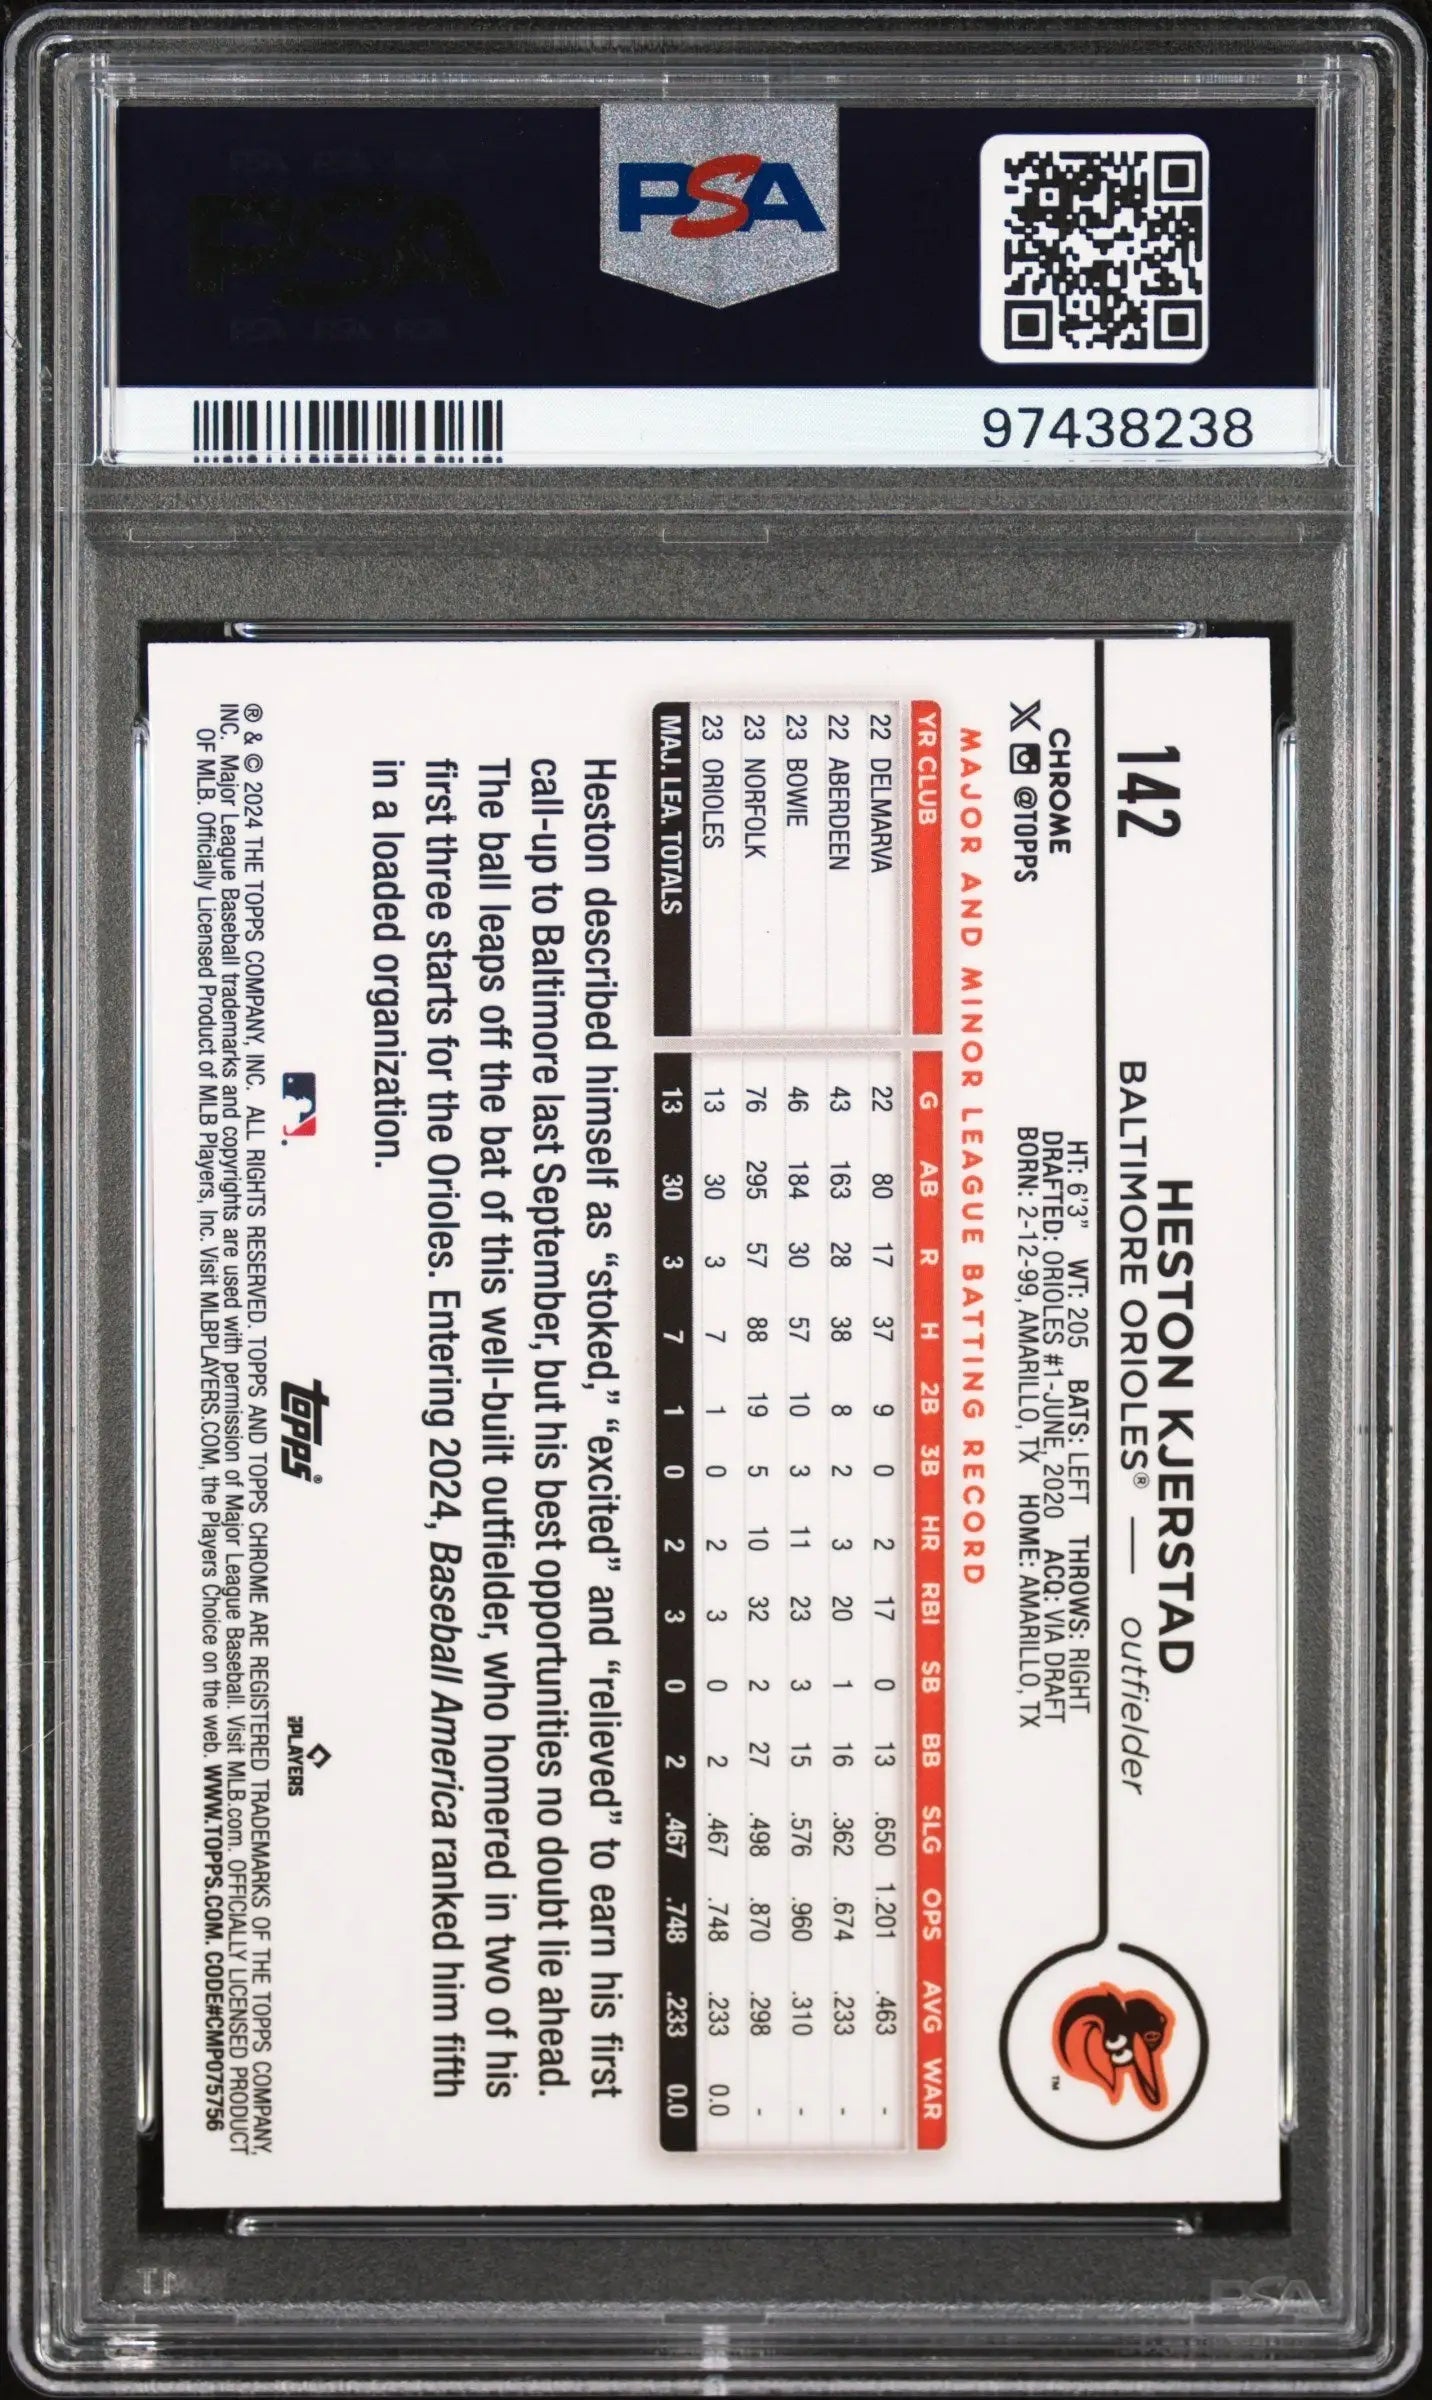 PSA
97438238
142
HESTON KJERSTAD
BALTIMORE ORIOLES® — outfielder
CHROME
X @TOPPS
HT: 6'3" WT: 205 BATS: LEFT THROWS: RIGHT
DRAFTED: ORIOLES #1-JUNE, 2020 ACQ: VIA DRAFT
BORN: 2-12-99, AMARILLO, TX HOME: AMARILLO, TX
TM
MAJOR AND MINOR LEAGUE BATTING RECORD
YR CLUB G AB R H 2B 3B HR RBI SB BB SLG OPS AVG WAR
22 DELMARVA 22 80 17 37 9 0 2 17 0 13 .650 1.201 .463 -
22 ABERDEEN 43 163 28 38 8 2 3 20 1 16 .362 .674 .233 -
23 BOWIE 46 184 30 57 10 3 11 23 3 15 .576 .960 .310 -
23 NORFOLK 76 295 57 88 19 5 10 32 2 27 .498 .870 .298 -
23 ORIOLES 13 30 3 7 1 0 2 3 0 2 .467 .748 .233 0.0
MAJ. LEA. TOTALS 13 30 3 7 1 0 2 3 0 2 .467 .748 .233 0.0
Heston described himself as “stoked,” “excited” and “relieved” to earn his first
call-up to Baltimore last September, but his best opportunities no doubt lie ahead.
The ball leaps off the bat of this well-built outfielder, who homered in two of his
first three starts for the Orioles. Entering 2024, Baseball America ranked him fifth
in a loaded organization.
topps®
PLAYERS
® & © 2024 THE TOPPS COMPANY, INC. ALL RIGHTS RESERVED. TOPPS AND TOPPS CHROME ARE REGISTERED TRADEMARKS OF THE TOPPS COMPANY,
INC. Major League Baseball trademarks and copyrights are used with permission of Major League Baseball. Visit MLB.com. OFFICIALLY LICENSED PRODUCT
OF MLB. Officially Licensed Product of MLB Players, Inc. Visit MLBPLAYERS.COM, the Players Choice on the web. WWW.TOPPS.COM. CODE#CMP075756
PSA